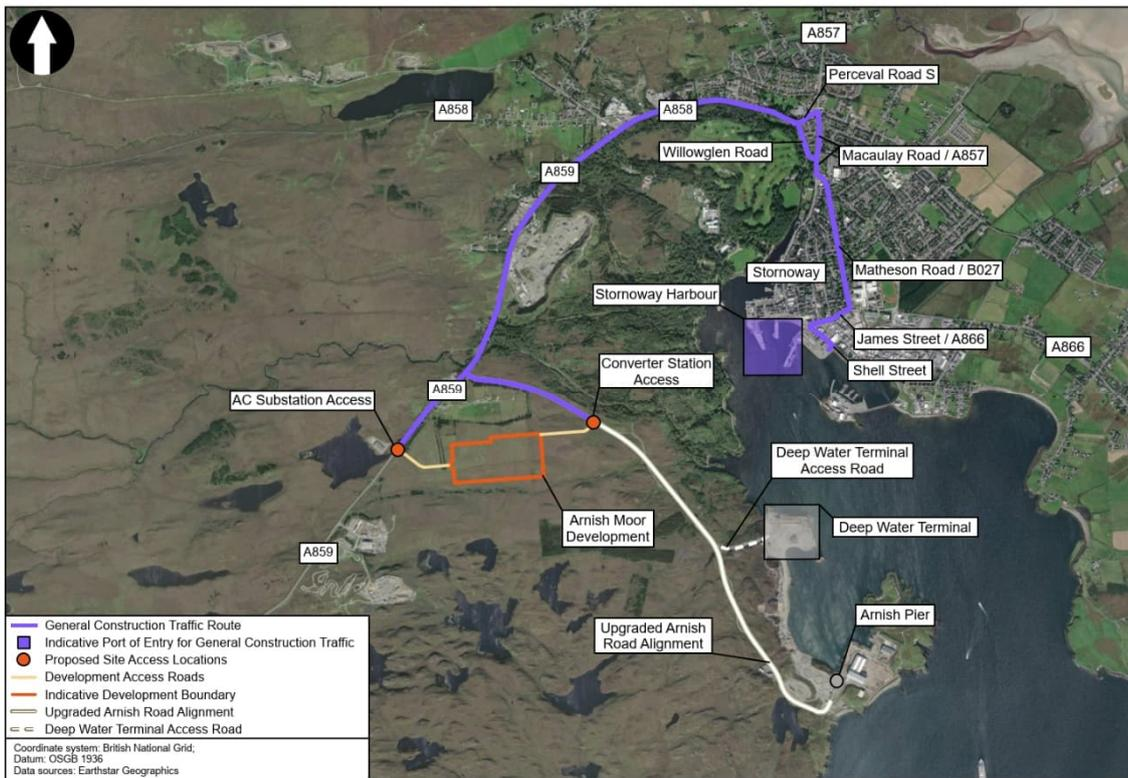 A857
Perceval Road S
A858
A858
Willowglen Road
Macaulay Road / A857
A859
Matheson Road / B027
Stornoway
Stornoway Harbour
James Street / A866
A866
Shell Street
Converter Station
Access
A859
AC Substation Access
Deep Water Terminal
Access Road
Arnish Moor
Development
Deep Water Terminal
A859
Upgraded Arnish
Road Alignment
Arnish Pier
General Construction Traffic Route
Indicative Port of Entry for General Construction Traffic
Proposed Site Access Locations
Development Access Roads
Indicative Development Boundary
Upgraded Arnish Road Alignment
Deep Water Terminal Access Road
Coordinate system: British National Grid;
Datum: OSGB 1936
Data sources: Earthstar Geographics